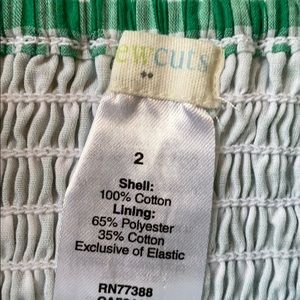 ewcuts
2
Shell:
100% Cotton
Lining:
65% Polyester
35% Cotton
Exclusive of Elastic
RN77388